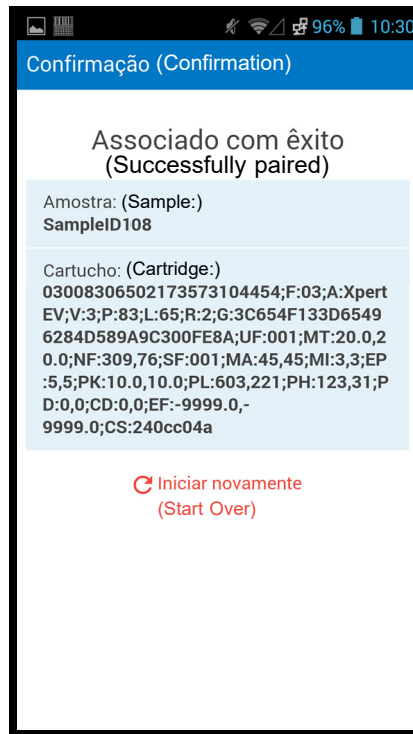 96% 10:30
Confirmação (Confirmation)
Associado com êxito
(Successfully paired)
Amostra: (Sample:)
SampleID108
Cartucho: (Cartridge:)
03008306502173573104454;F:03;A:Xpert
EV;V:3;P:83;L:65;R:2;G:3C654F133D6549
6284D589A9C300FE8A;UF:001;MT:20.0,2
0.0;NF:309,76;SF:001;MA:45,45;MI:3,3;EP
:5,5;PK:10.0,10.0;PL:603,221;PH:123,31;P
D:0,0;CD:0,0;EF:-9999.0,-
9999.0;CS:240cc04a
Iniciar novamente
(Start Over)